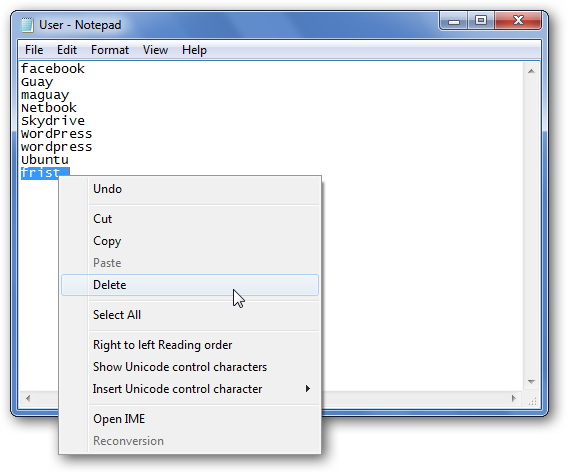 User - Notepad
File Edit Format View Help
facebook
Guay
maguay
Netbook
Skydrive
WordPress
wordpress
Ubuntu
frist
Undo
Cut
Copy
Paste
Delete
Select All
Right to left Reading order
Show Unicode control characters
Insert Unicode control character
Open IME
Reconversion